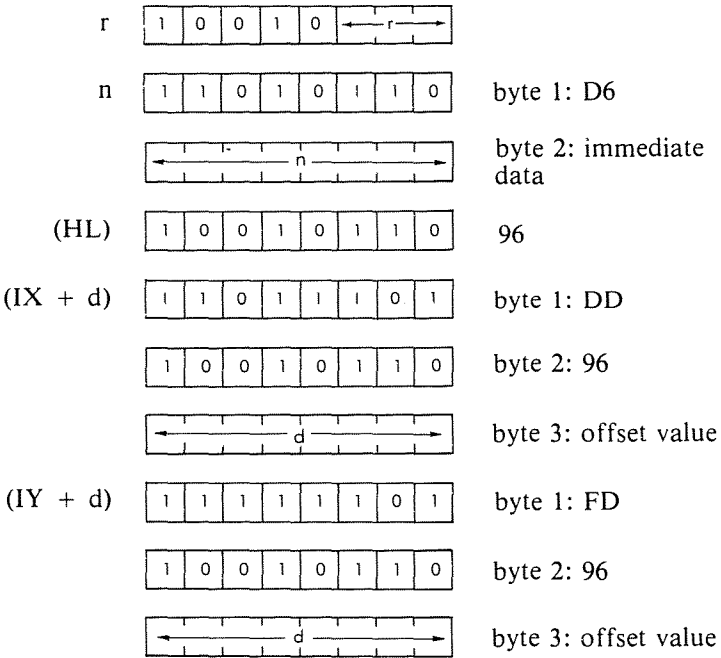 r 1 0 0 1 0 r
n 1 1 0 1 0 1 1 0 byte 1: D6
n byte 2: immediate
data
(HL) 1 0 0 1 0 1 1 0 96
(IX + d) 1 1 0 1 1 1 0 1 byte 1: DD
1 0 0 1 0 1 1 0 byte 2: 96
d byte 3: offset value
(IY + d) 1 1 1 1 1 1 0 1 byte 1: FD
1 0 0 1 0 1 1 0 byte 2: 96
d byte 3: offset value